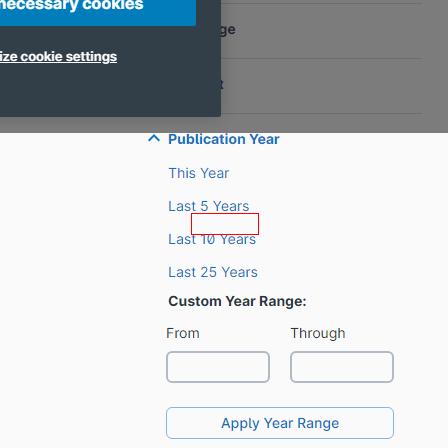 necessary cookies
ize cookie settings
ge
t
Publication Year
This Year
Last 5 Years
Last 10 Years
Last 25 Years
Custom Year Range:
From Through
Apply Year Range